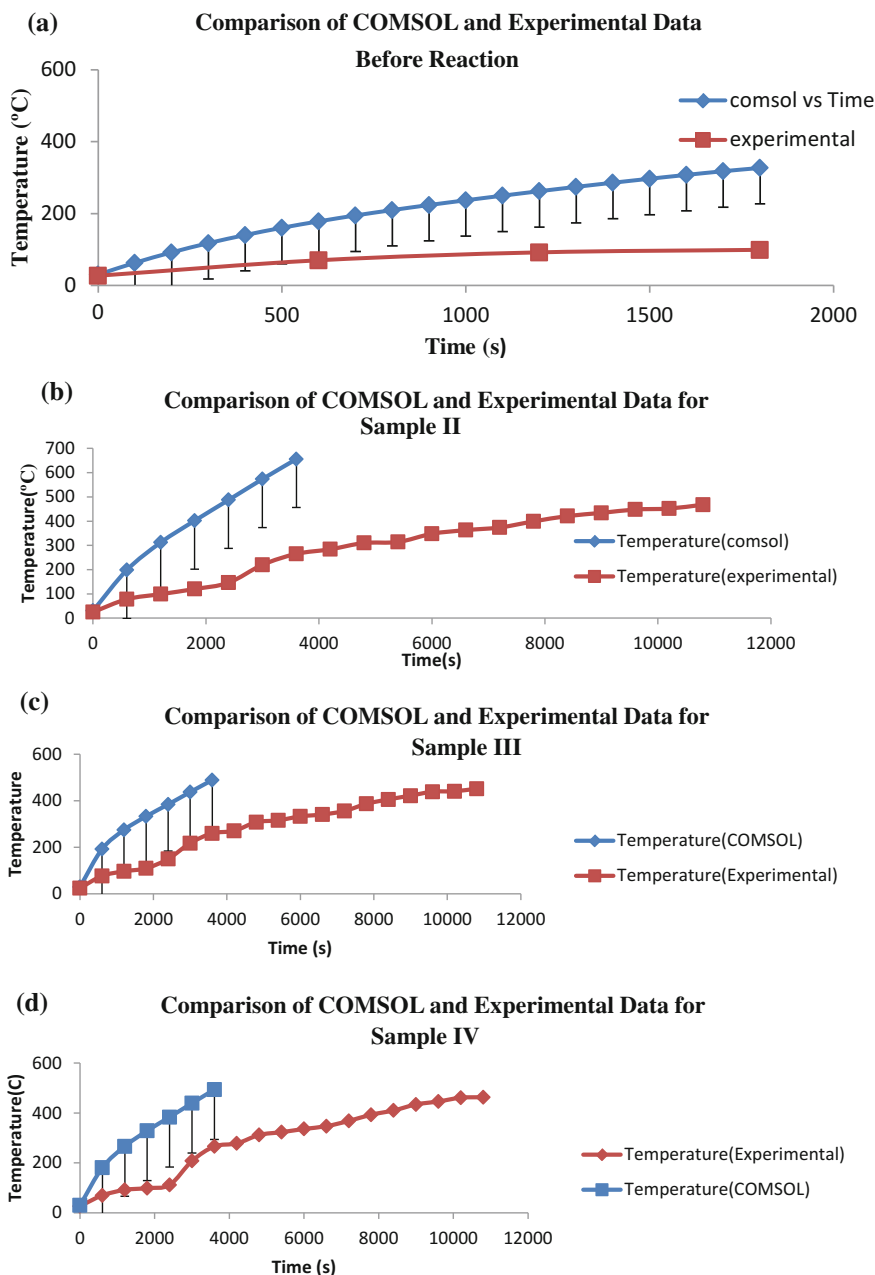 (a)
Comparison of COMSOL and Experimental Data
Before Reaction
600
400
200
0
Temperature (ºC)
comsol vs Time
experimental
0 500 1000 1500 2000
Time (s)
(b)
Comparison of COMSOL and Experimental Data for
Sample II
700
600
500
400
300
200
100
0
Temperature(ºC)
Temperature(comsol)
Temperature(experimental)
0 2000 4000 6000 8000 10000 12000
Time(s)
(c)
Comparison of COMSOL and Experimental Data for
Sample III
600
400
200
0
Temperature
Temperature(COMSOL)
Temperature(Experimental)
0 2000 4000 6000 8000 10000 12000
Time (s)
(d)
Comparison of COMSOL and Experimental Data for
Sample IV
600
400
200
0
Temperature(C)
Temperature(Experimental)
Temperature(COMSOL)
0 2000 4000 6000 8000 10000 12000
Time (s)